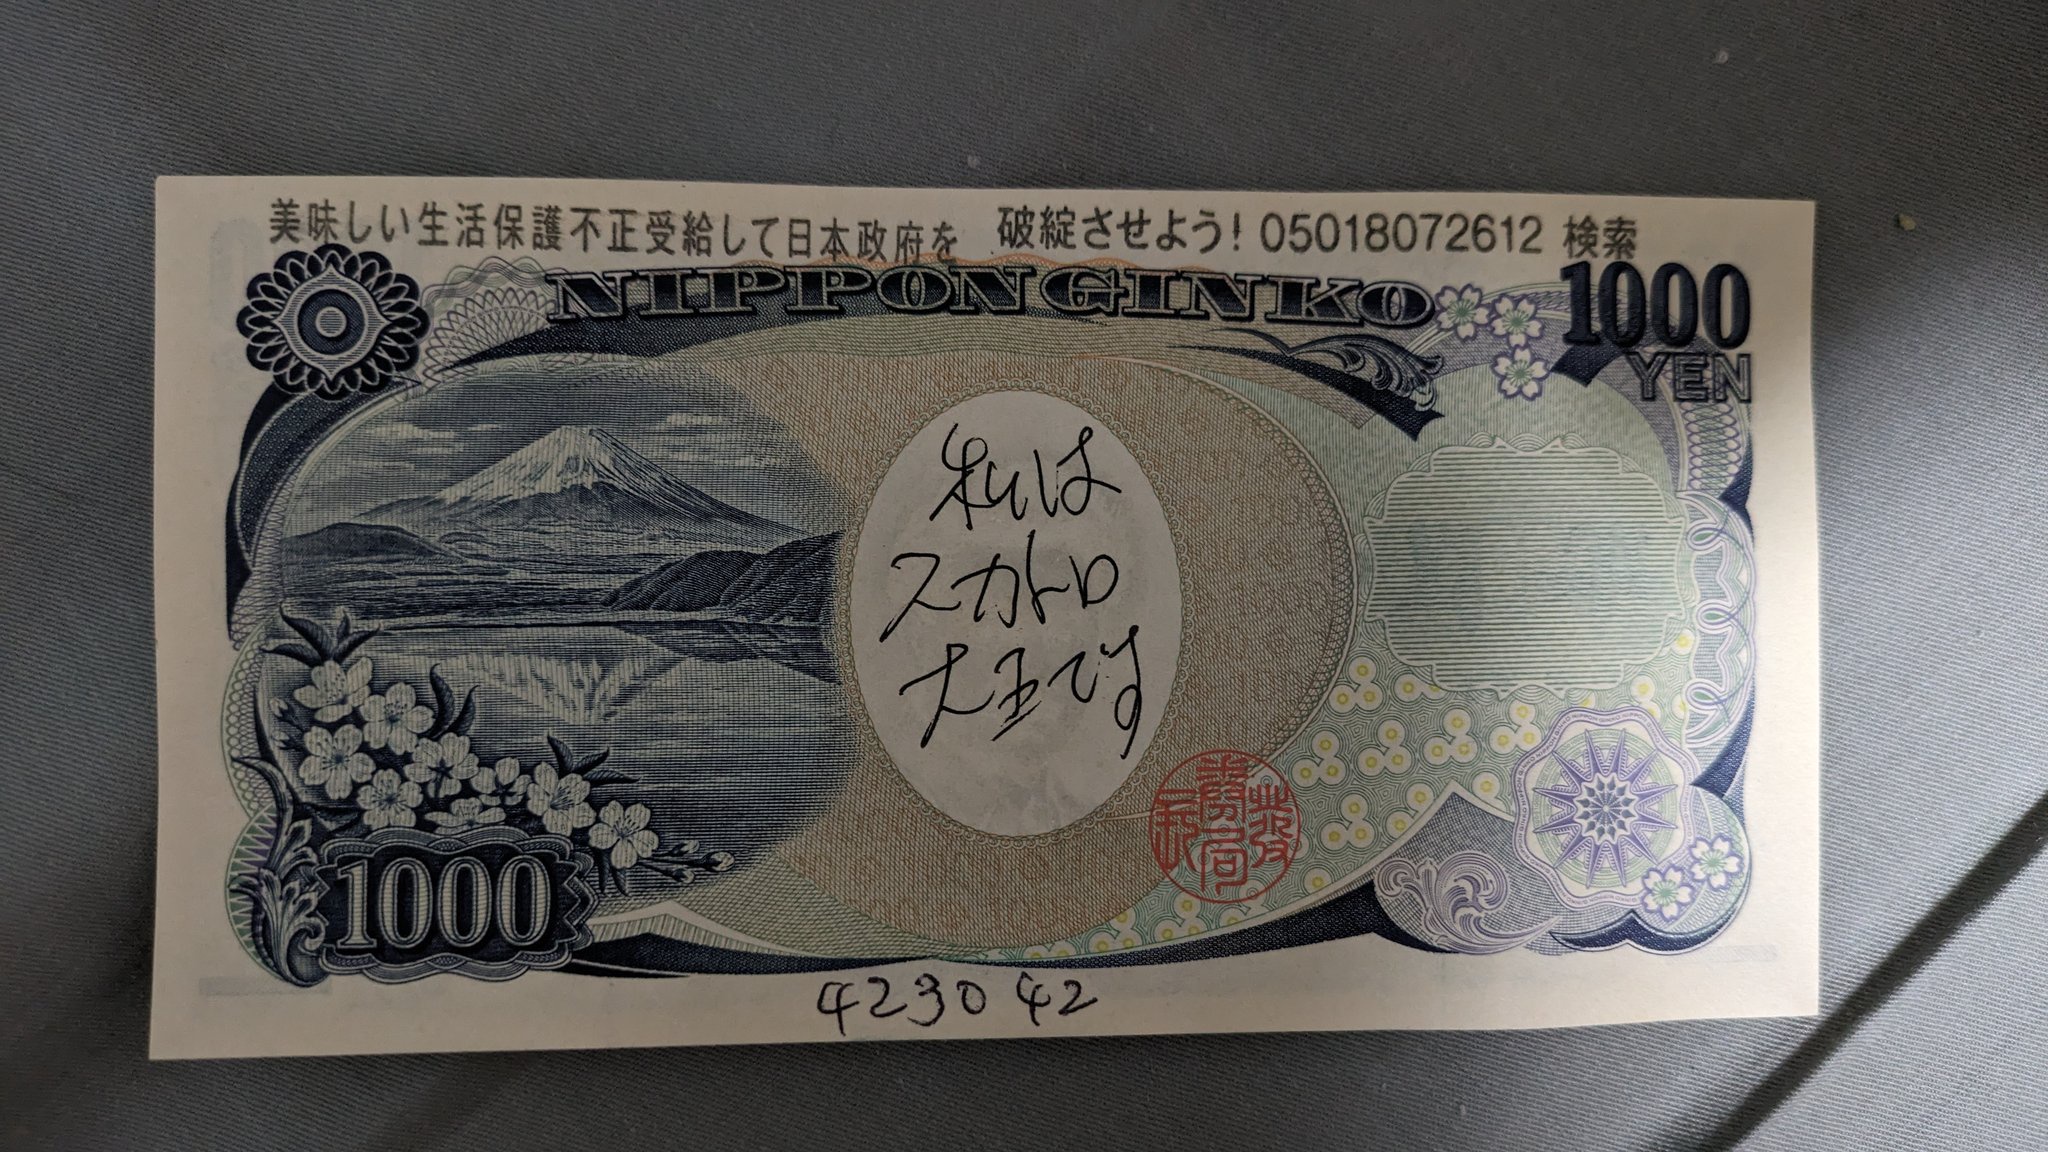 美味しい生活保護不正受給して日本政府を 破綻させよう! 05018072612 検索
NIPPON GINKO
1000
YEN
私は
スカトロ
大王です
1000
423042